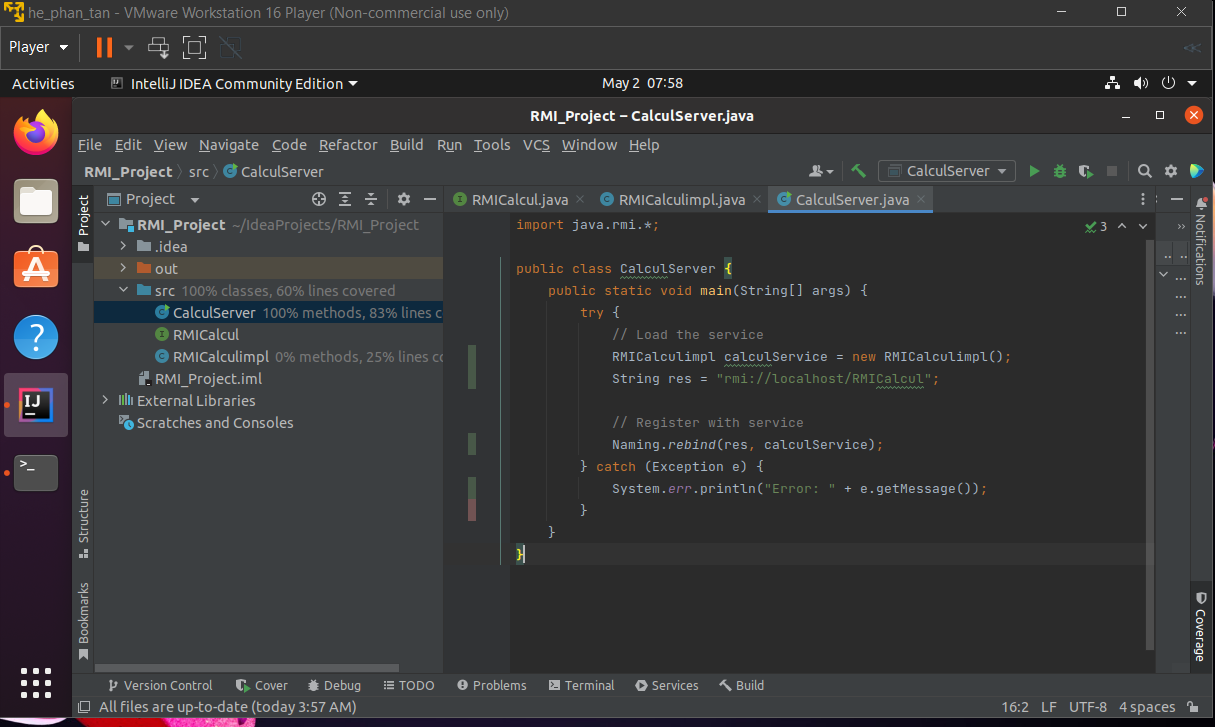 he_phan_tan - VMware Workstation 16 Player (Non-commercial use only)
Player
Activities
IntelliJ IDEA Community Edition
May 2 07:58
RMI_Project – CalculServer.java
File Edit View Navigate Code Refactor Build Run Tools VCS Window Help
RMI_Project src CalculServer
CalculServer
Project
RMICalcul.java
RMICalculimpl.java
CalculServer.java
Project
RMI_Project ~/IdeaProjects/RMI_Project
.idea
out
src 100% classes, 60% lines covered
CalculServer 100% methods, 83% lines c
RMICalcul
RMICalculimpl 0% methods, 25% lines co
RMI_Project.iml
External Libraries
Scratches and Consoles
import java.rmi.*;
public class CalculServer {
public static void main(String[] args) {
try {
// Load the service
RMICalculimpl calculService = new RMICalculimpl();
String res = "rmi://localhost/RMICalcul";
// Register with service
Naming.rebind(res, calculService);
} catch (Exception e) {
System.err.println("Error: " + e.getMessage());
}
}
}
3
Notifications
Coverage
Structure
Bookmarks
Version Control Cover Debug TODO Problems Terminal Services Build
All files are up-to-date (today 3:57 AM)
16:2 LF UTF-8 4 spaces